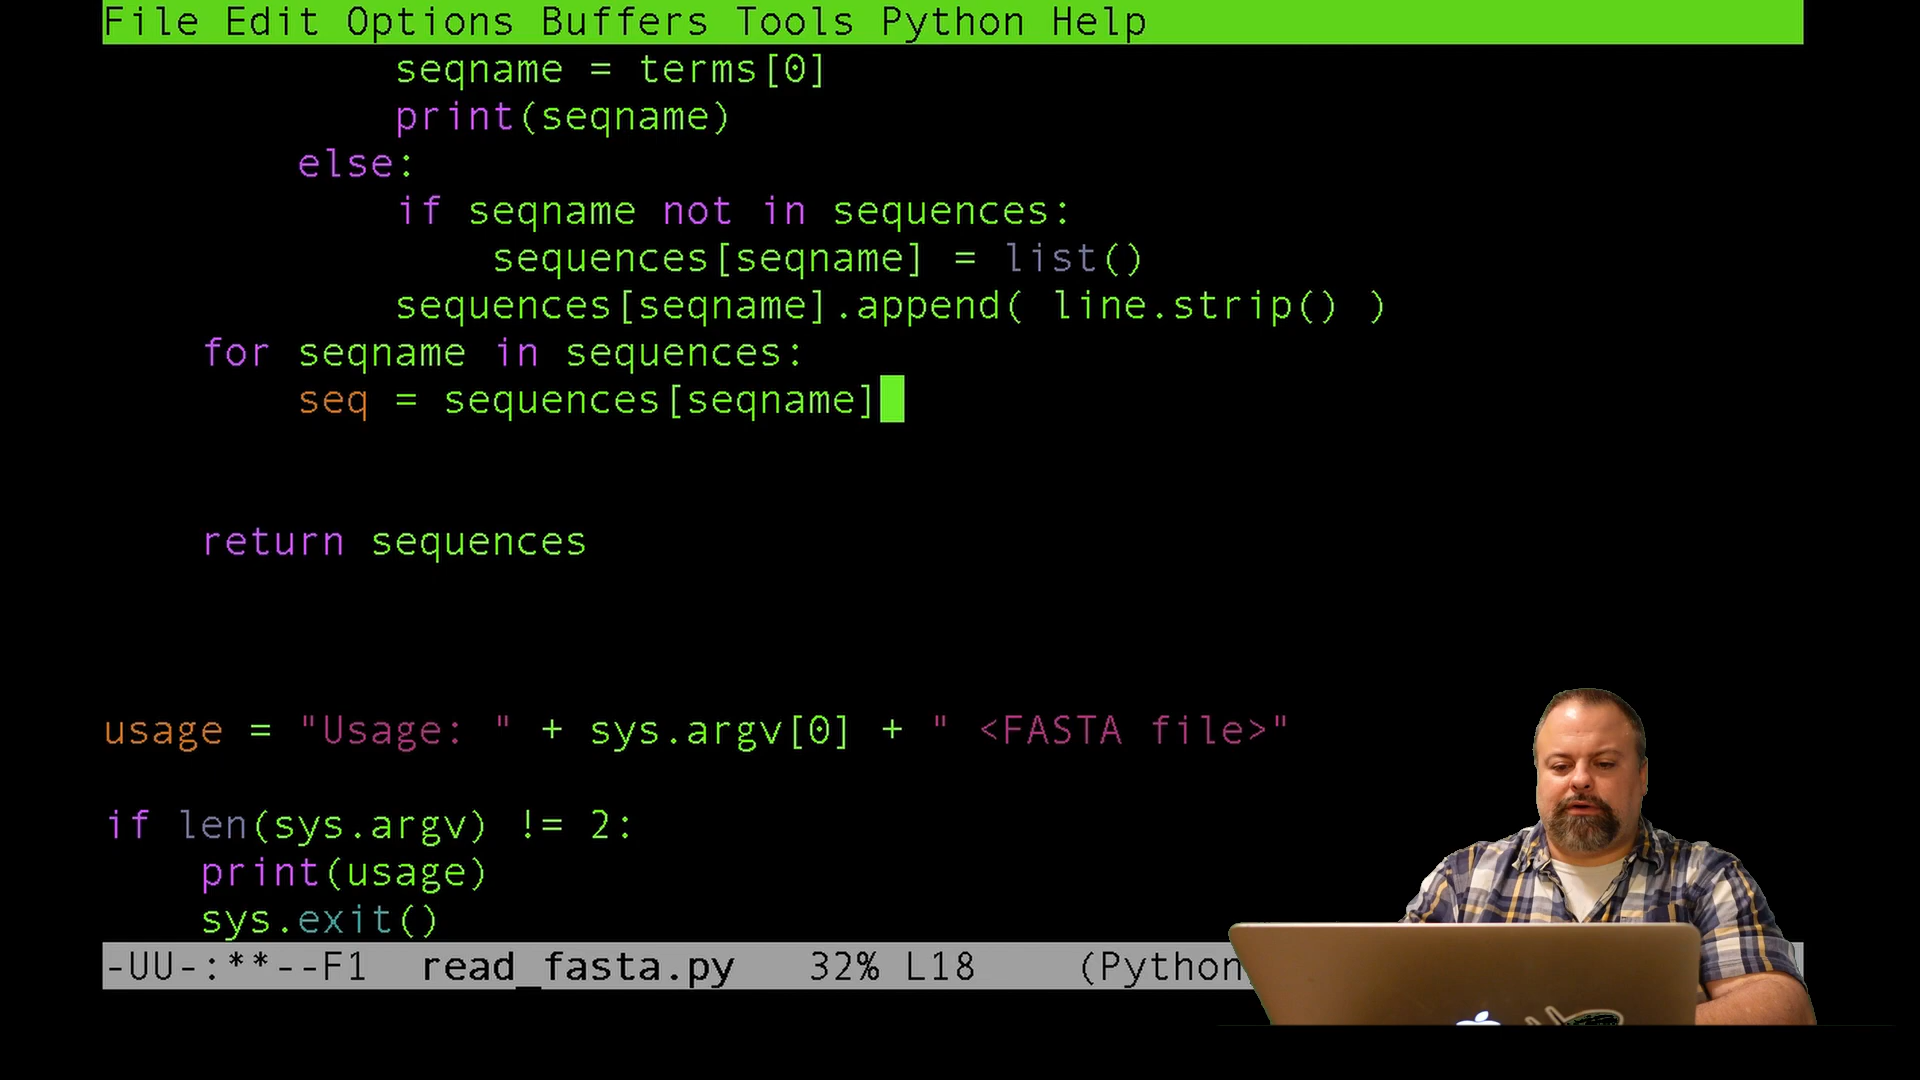 File Edit Options Buffers Tools Python Help
seqname = terms[0]
print(seqname)
else:
if seqname not in sequences:
sequences[seqname] = list()
sequences[seqname].append( line.strip() )
for seqname in sequences:
seq = sequences[seqname]
return sequences
usage = "Usage: " + sys.argv[0] + " <FASTA file>"
if len(sys.argv) != 2:
print(usage)
sys.exit()
-UU-:**--F1 read_fasta.py 32% L18 (Python